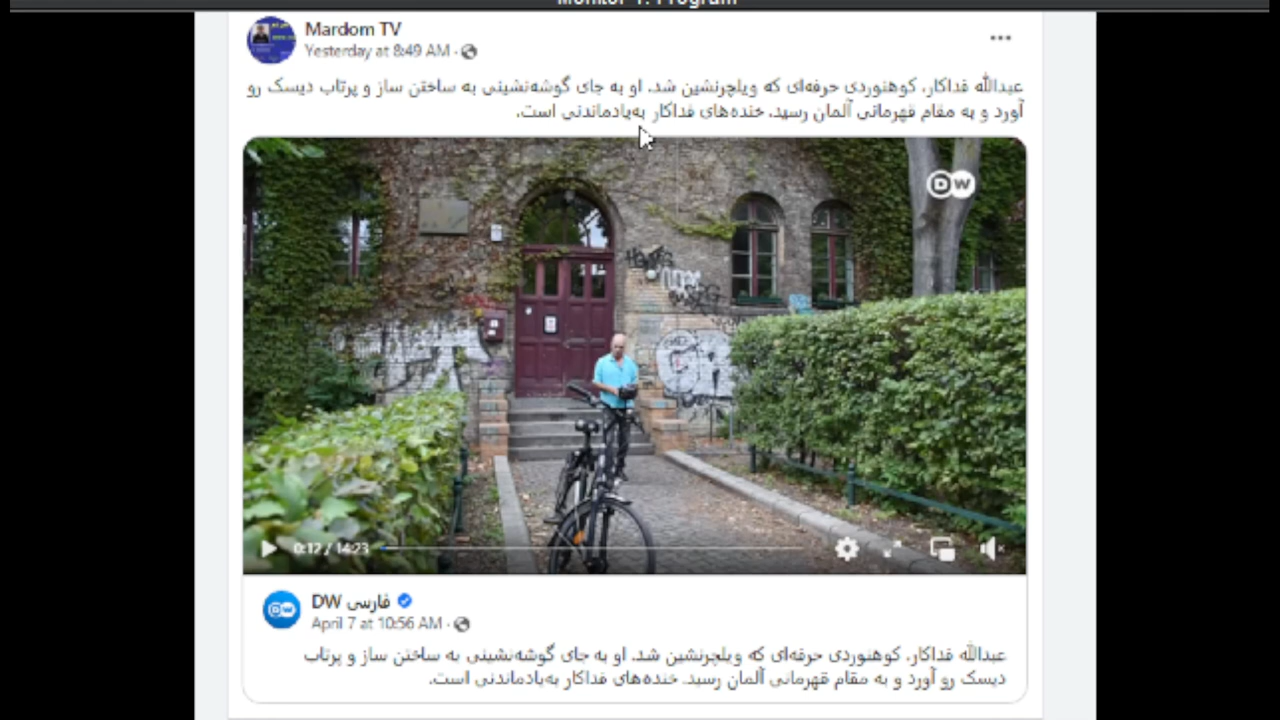 Monitor 1: Program
Mardom TV
Yesterday at 8:49 AM ·
عبدالله فداکار، کوهنوردی حرفه‌ای که ویلچرنشین شد. او به جای گوشه‌نشینی به ساختن ساز و پرتاب دیسک رو
آورد و به مقام قهرمانی آلمان رسید. خنده‌های فداکار به‌یادماندنی است.
DW
0:12 / 14:23
DW فارسی
April 7 at 10:56 AM ·
عبدالله فداکار، کوهنوردی حرفه‌ای که ویلچرنشین شد. او به جای گوشه‌نشینی به ساختن ساز و پرتاب
دیسک رو آورد و به مقام قهرمانی آلمان رسید. خنده‌های فداکار به‌یادماندنی است.